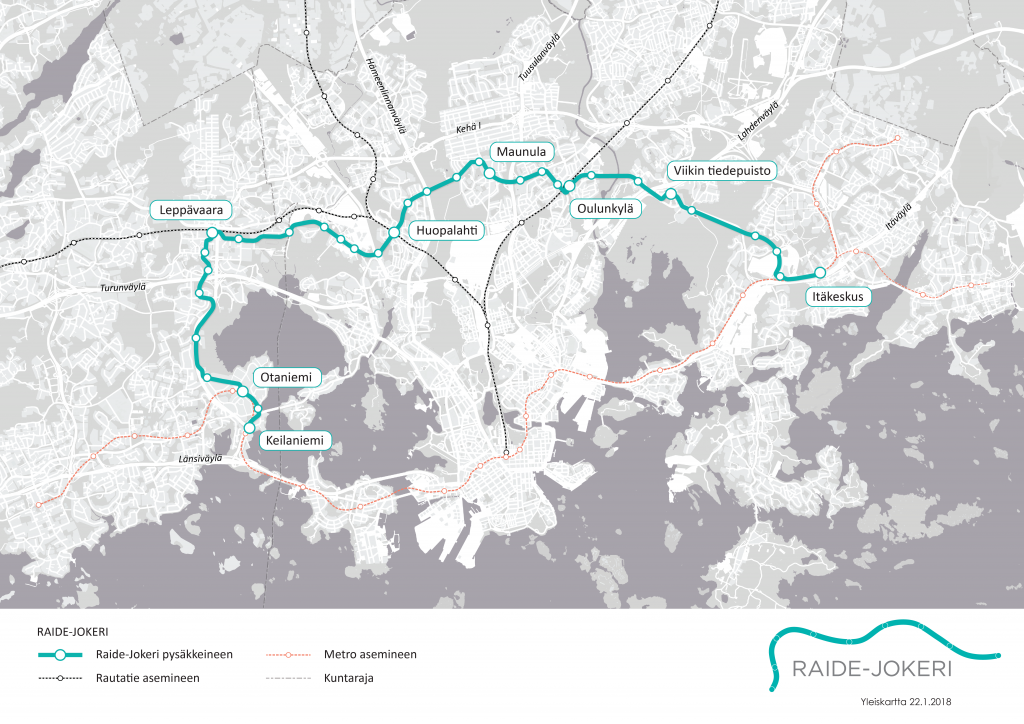 Hämeenlinnanväylä
Tuusulanväylä
Kehä I
Lahdenväylä
Maunula
Viikin tiedepuisto
Leppävaara
Oulunkylä
Huopalahti
Itäväylä
Turunväylä
Itäkeskus
Otaniemi
Keilaniemi
Länsiväylä
RAIDE-JOKERI
Raide-Jokeri pysäkkeineen
Metro asemineen
Rautatie asemineen
Kuntaraja
RAIDE-JOKERI
Yleiskartta 22.1.2018